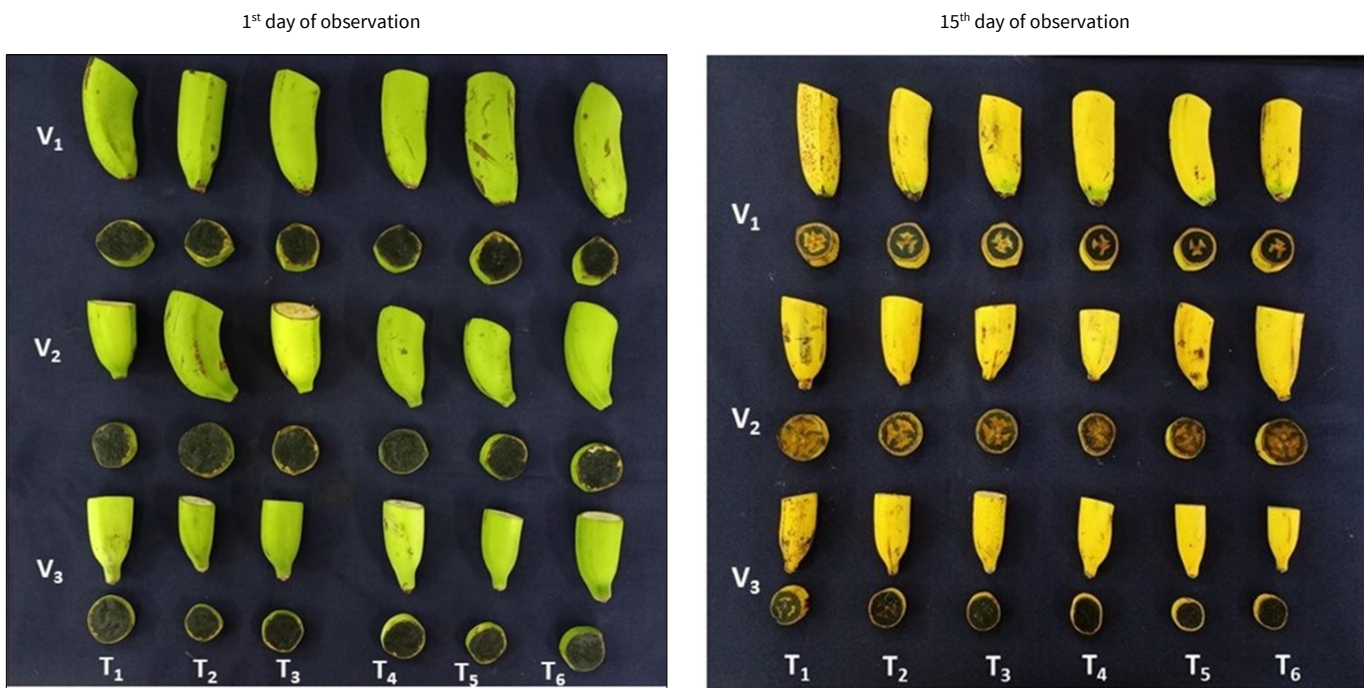 1st day of observation
15th day of observation
V1
V2
V3
T1 T2 T3 T4 T5 T6
V1
V2
V3
T1 T2 T3 T4 T5 T6